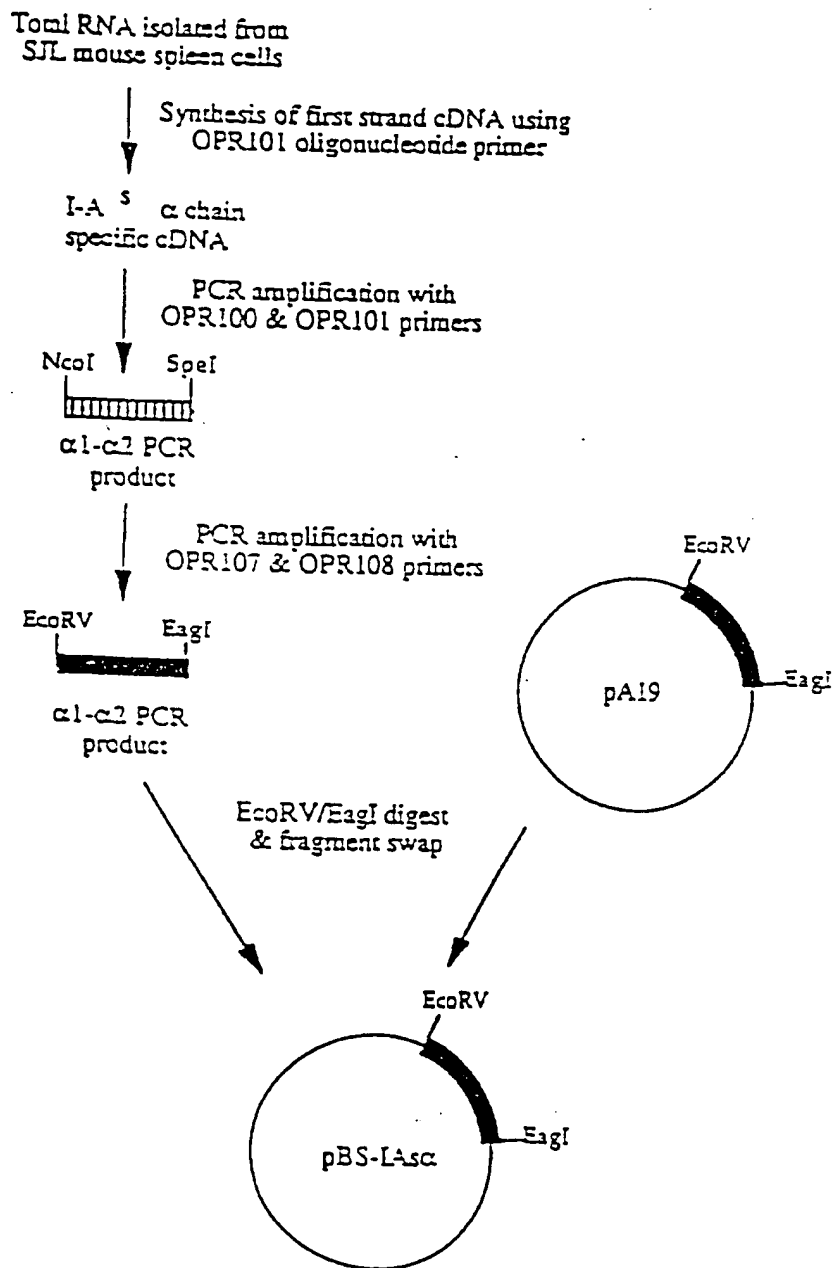 Total RNA isolated from
SJL mouse spleen cells
Synthesis of first strand cDNA using
OPR101 oligonucleotide primer
I-A s α chain
specific cDNA
PCR amplification with
OPR100 & OPR101 primers
NcoI SpeI
α1-α2 PCR
product
PCR amplification with
OPR107 & OPR108 primers
EcoRV
EcoRV EagI
EagI
pA19
α1-α2 PCR
product
EcoRV/EagI digest
& fragment swap
EcoRV
EagI
pBS-IAsα